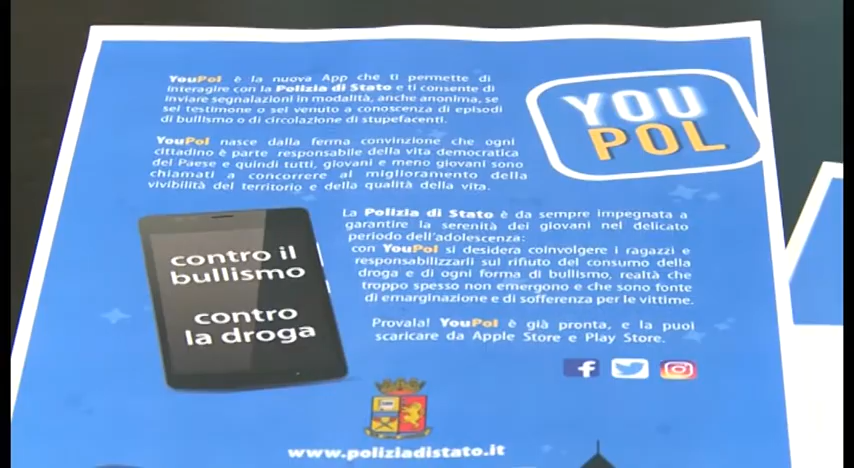 YouPol è la nuova App che ti permette di
interagire con la Polizia di Stato e ti consente di
inviare segnalazioni in modalità, anche anonima, se
sei testimone o sei venuto a conoscenza di episodi
di bullismo o di circolazione di stupefacenti.
YOU
POL
YouPol nasce dalla ferma convinzione che ogni
cittadino è parte responsabile della vita democratica
del Paese e quindi tutti, giovani e meno giovani sono
chiamati a concorrere al miglioramento della
vivibilità del territorio e della qualità della vita.
La Polizia di Stato è da sempre impegnata a
garantire la serenità dei giovani nel delicato
periodo dell'adolescenza:
con YouPol si desidera coinvolgere i ragazzi e
responsabilizzarli sul rifiuto del consumo della
droga e di ogni forma di bullismo, realtà che
troppo spesso non emergono e che sono fonte
di emarginazione e di sofferenza per le vittime.
contro il
bullismo
contro
la droga
Provala! YouPol è già pronta, e la puoi
scaricare da Apple Store e Play Store.
www.poliziadistato.it